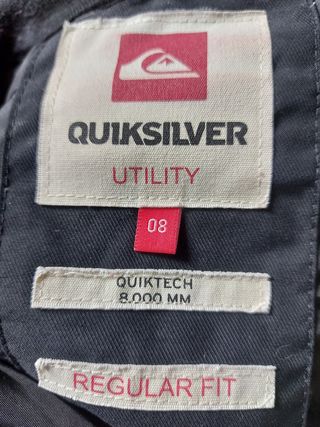 QUIKSILVER
UTILITY
08
QUIKTECH
8.000 MM
REGULAR FIT